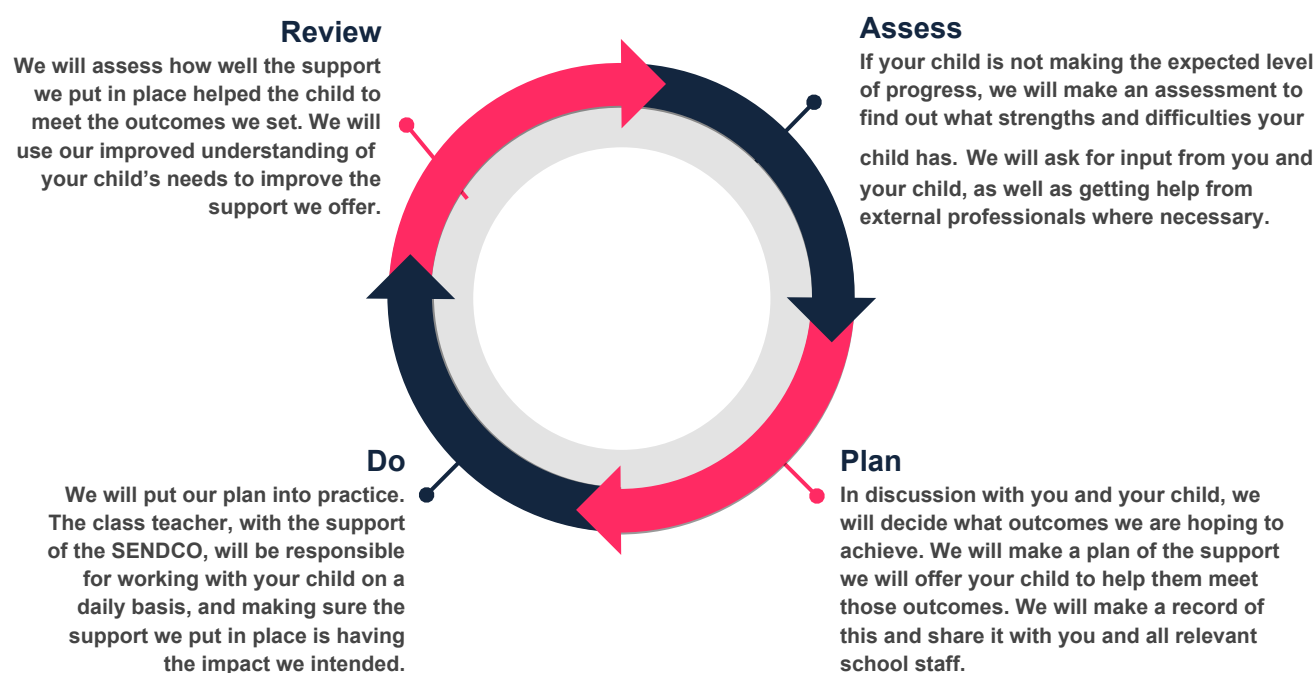 Review
We will assess how well the support
we put in place helped the child to
meet the outcomes we set. We will
use our improved understanding of
your child’s needs to improve the
support we offer.
Assess
If your child is not making the expected level
of progress, we will make an assessment to
find out what strengths and difficulties your
child has. We will ask for input from you and
your child, as well as getting help from
external professionals where necessary.
Do
We will put our plan into practice.
The class teacher, with the support
of the SENDCO, will be responsible
for working with your child on a
daily basis, and making sure the
support we put in place is having
the impact we intended.
Plan
In discussion with you and your child, we
will decide what outcomes we are hoping to
achieve. We will make a plan of the support
we will offer your child to help them meet
those outcomes. We will make a record of
this and share it with you and all relevant
school staff.